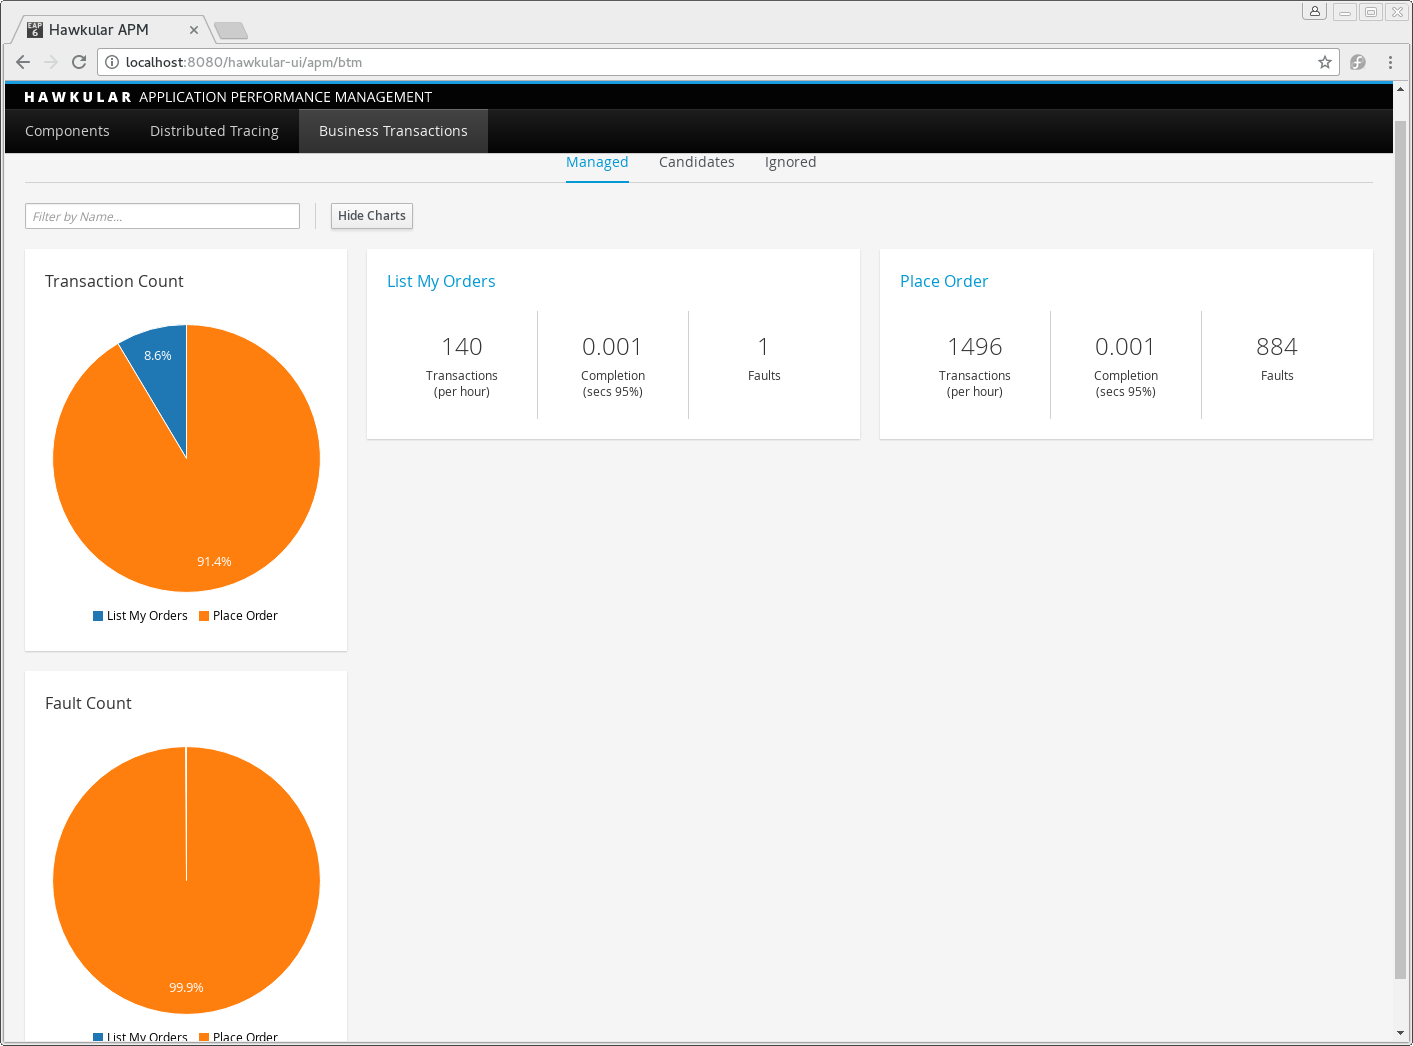 EAP 6 Hawkular APM
localhost:8080/hawkular-ui/apm/btm
HAWKULAR APPLICATION PERFORMANCE MANAGEMENT
Components Distributed Tracing Business Transactions
Managed Candidates Ignored
Filter by Name... Hide Charts
Transaction Count
8.6%
91.4%
List My Orders Place Order
List My Orders
140 0.001 1
Transactions Completion Faults
(per hour) (secs 95%)
Place Order
1496 0.001 884
Transactions Completion Faults
(per hour) (secs 95%)
Fault Count
99.9%
List My Orders Place Order